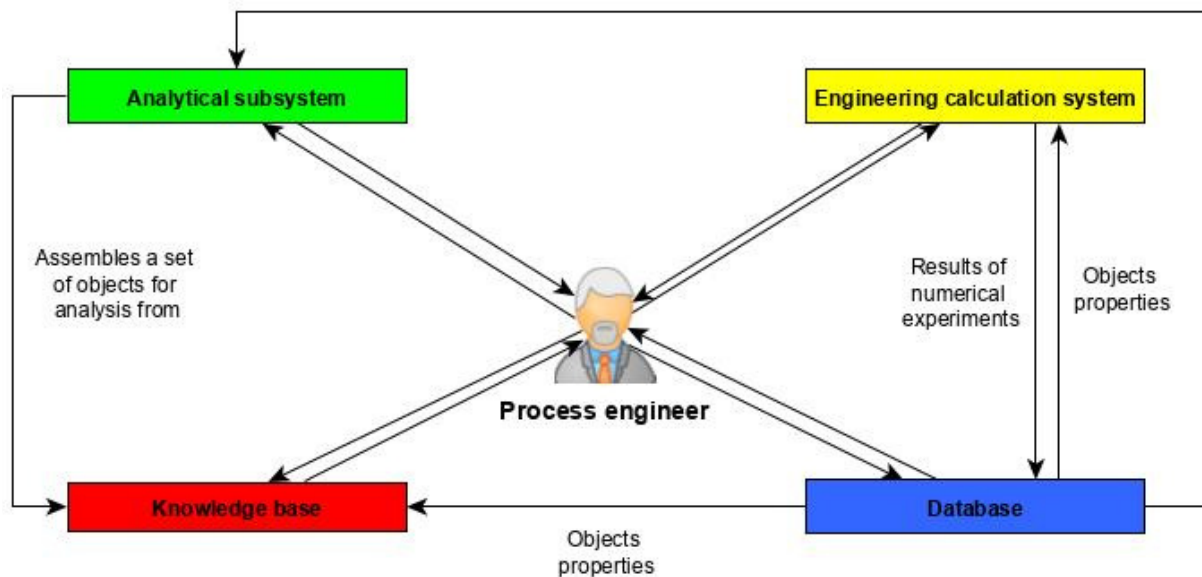 Analytical subsystem
Engineering calculation system
Assembles a set
of objects for
analysis from
Results of
numerical
experiments
Objects
properties
Process engineer
Knowledge base
Database
Objects
properties